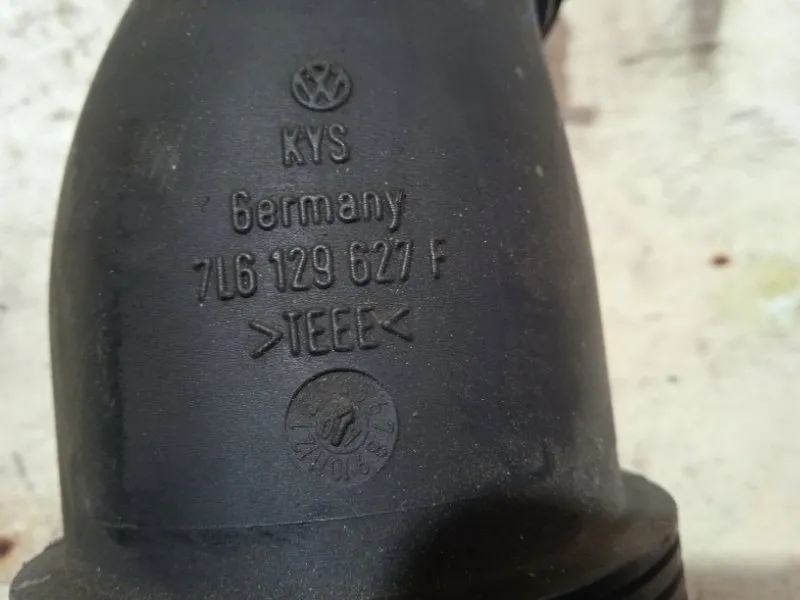 KYS
Germany
7L6 129 627 F
>TEEE<